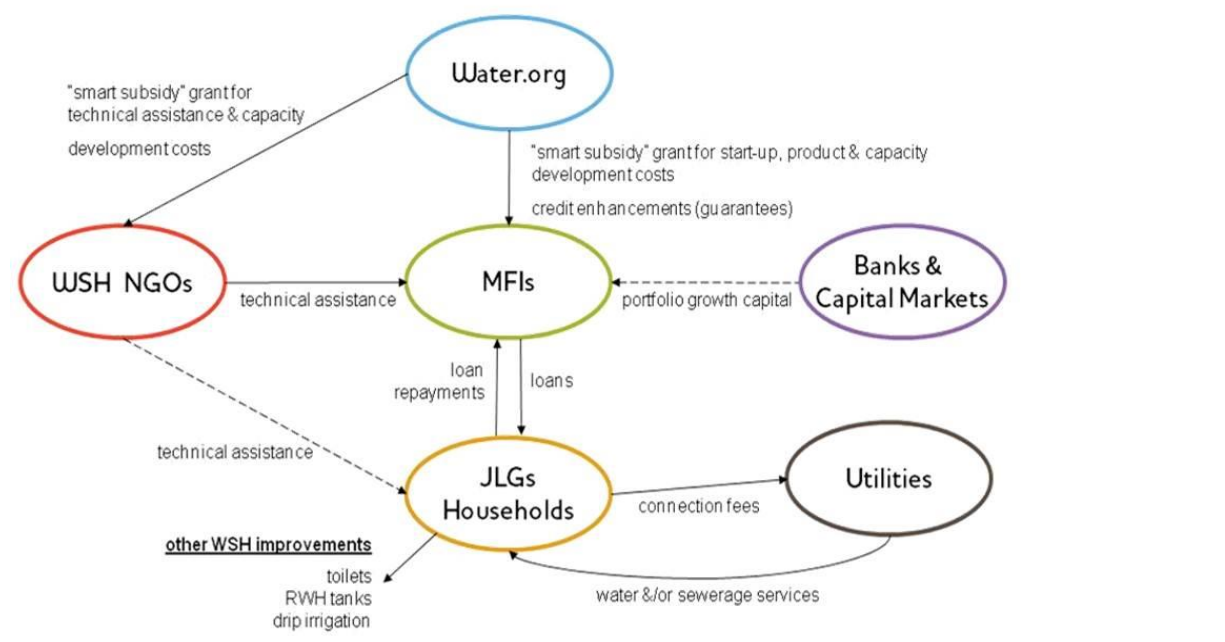 Water.org
"smart subsidy" grant for
technical assistance & capacity
development costs
"smart subsidy" grant for start-up, product & capacity
development costs
credit enhancements (guarantees)
WSH NGOs
technical assistance
MFIs
portfolio growth capital
Banks &
Capital Markets
loan
repayments
loans
technical assistance
JLGs
Households
connection fees
Utilities
other WSH improvements
toilets
RWH tanks
drip irrigation
water &/or sewerage services